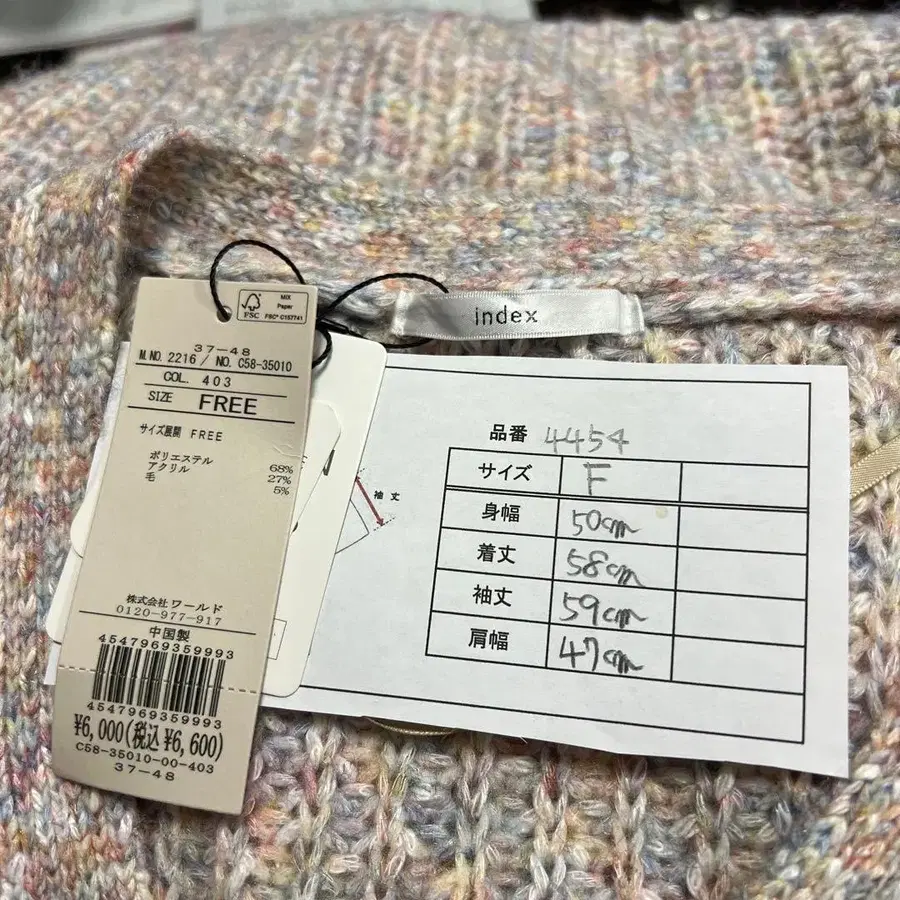 MIX
Paper
FSC
FSC® C157741
37-48
M.NO. 2216 / NO. C58-35010
COL. 403
SIZE FREE
サイズ展開 FREE
ポリエステル 68%
アクリル 27%
毛 5%
株式会社 ワールド
0120-977-917
中国製
4547969359993
4547969359993
¥6,000(税込¥6,600)
C58-35010-00-403
37-48
index
袖丈
品番 4454
サイズ F
身幅 50cm
着丈 58cm
袖丈 59cm
肩幅 47cm